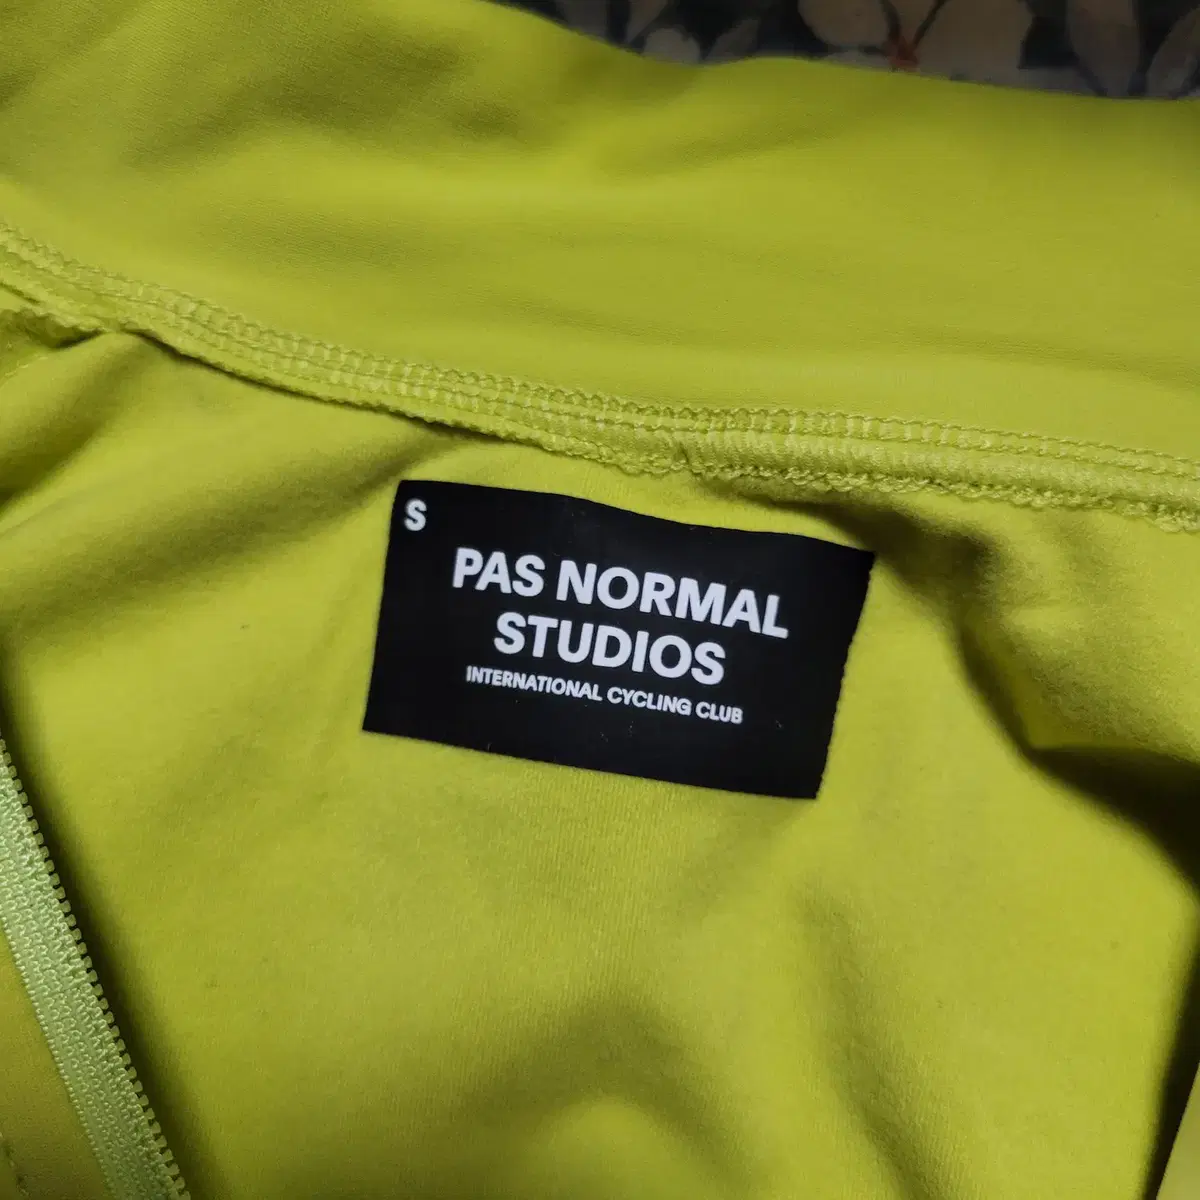 S
PAS NORMAL
STUDIOS
INTERNATIONAL CYCLING CLUB